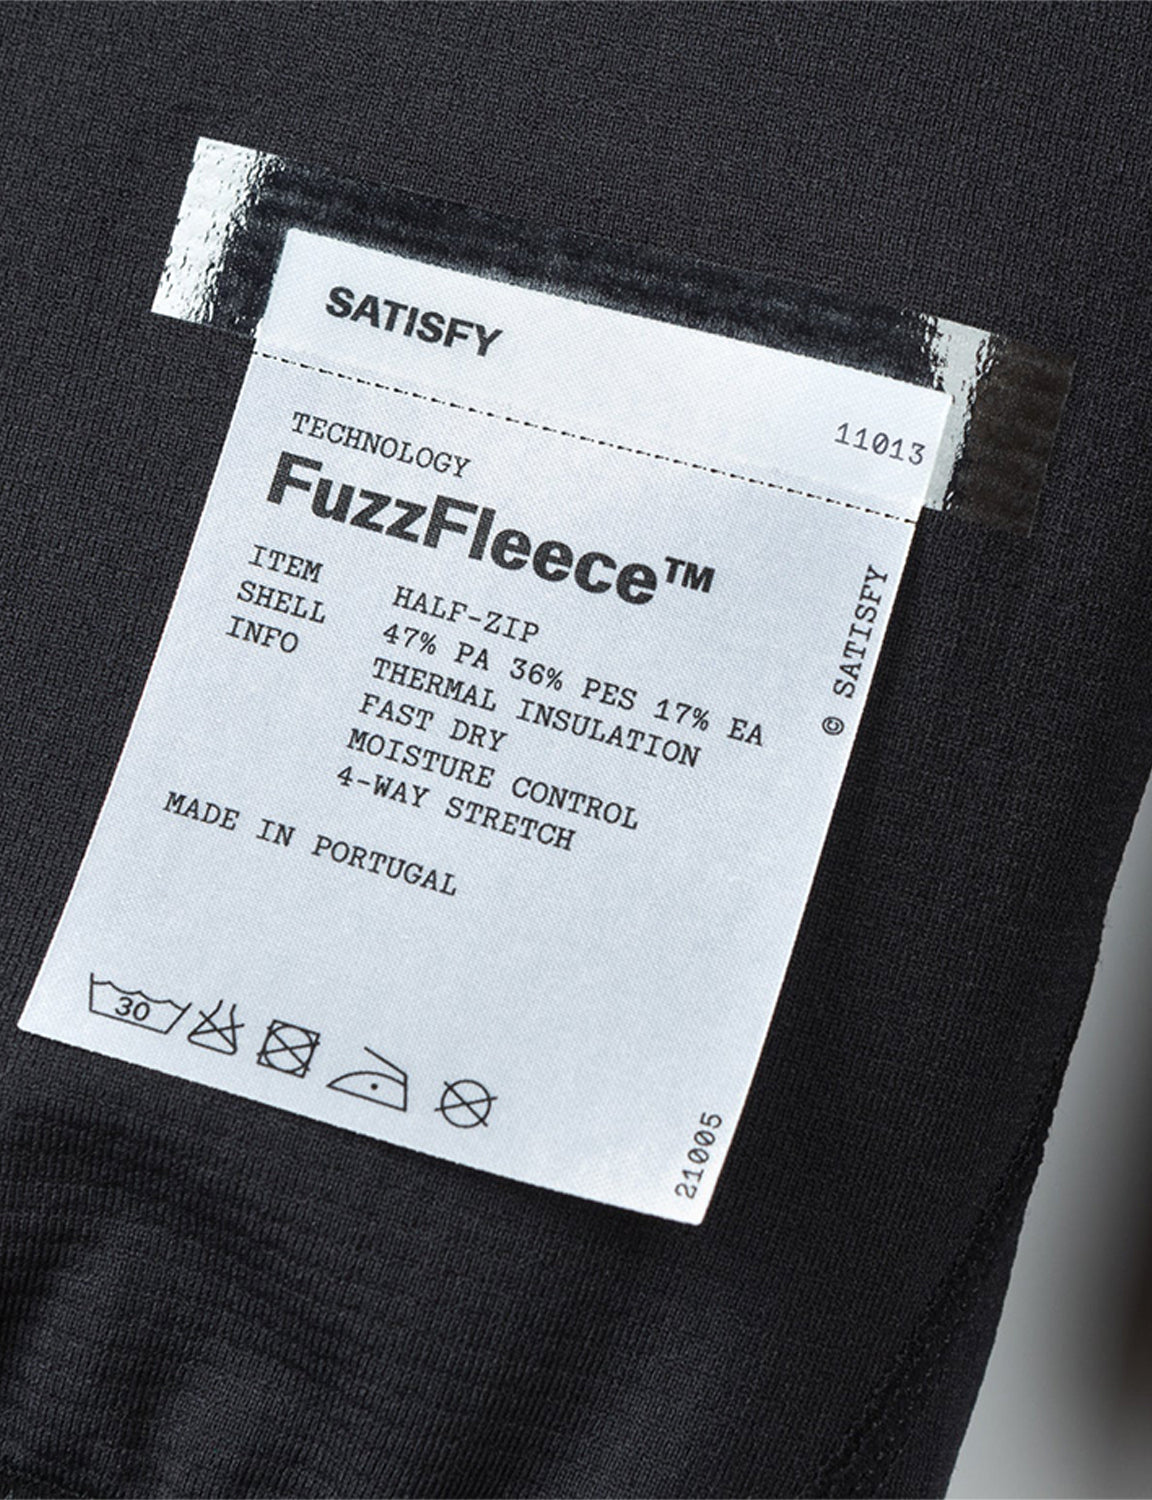 SATISFY
11013
TECHNOLOGY
FuzzFleece™
ITEM HALF-ZIP
SHELL 47% PA 36% PES 17% EA
INFO THERMAL INSULATION
FAST DRY
MOISTURE CONTROL
4-WAY STRETCH
MADE IN PORTUGAL
© SATISFY
30
21005